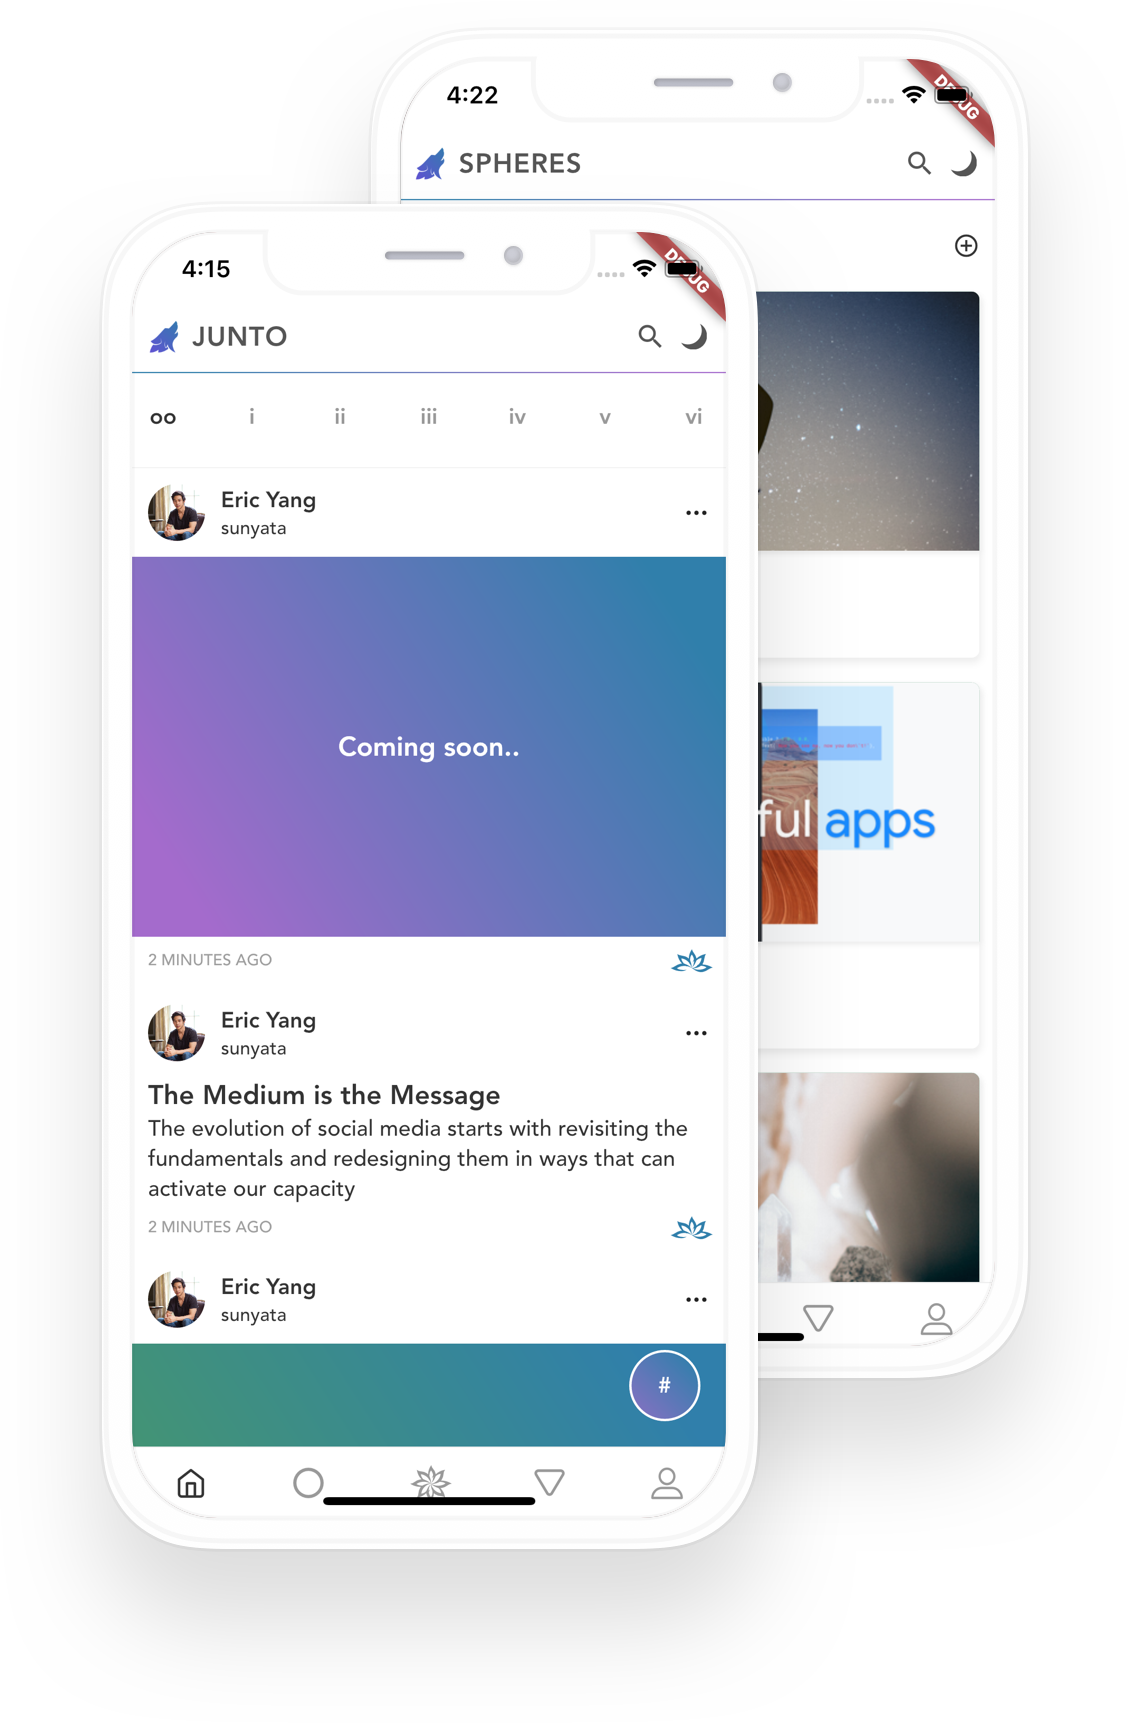 4:22
DEBUG
SPHERES
4:15
DEBUG
JUNTO
oo i ii iii iv v vi
Eric Yang
sunyata
Coming soon..
2 MINUTES AGO
Eric Yang
sunyata
The Medium is the Message
The evolution of social media starts with revisiting the
fundamentals and redesigning them in ways that can
activate our capacity
2 MINUTES AGO
Eric Yang
sunyata
#
ful apps